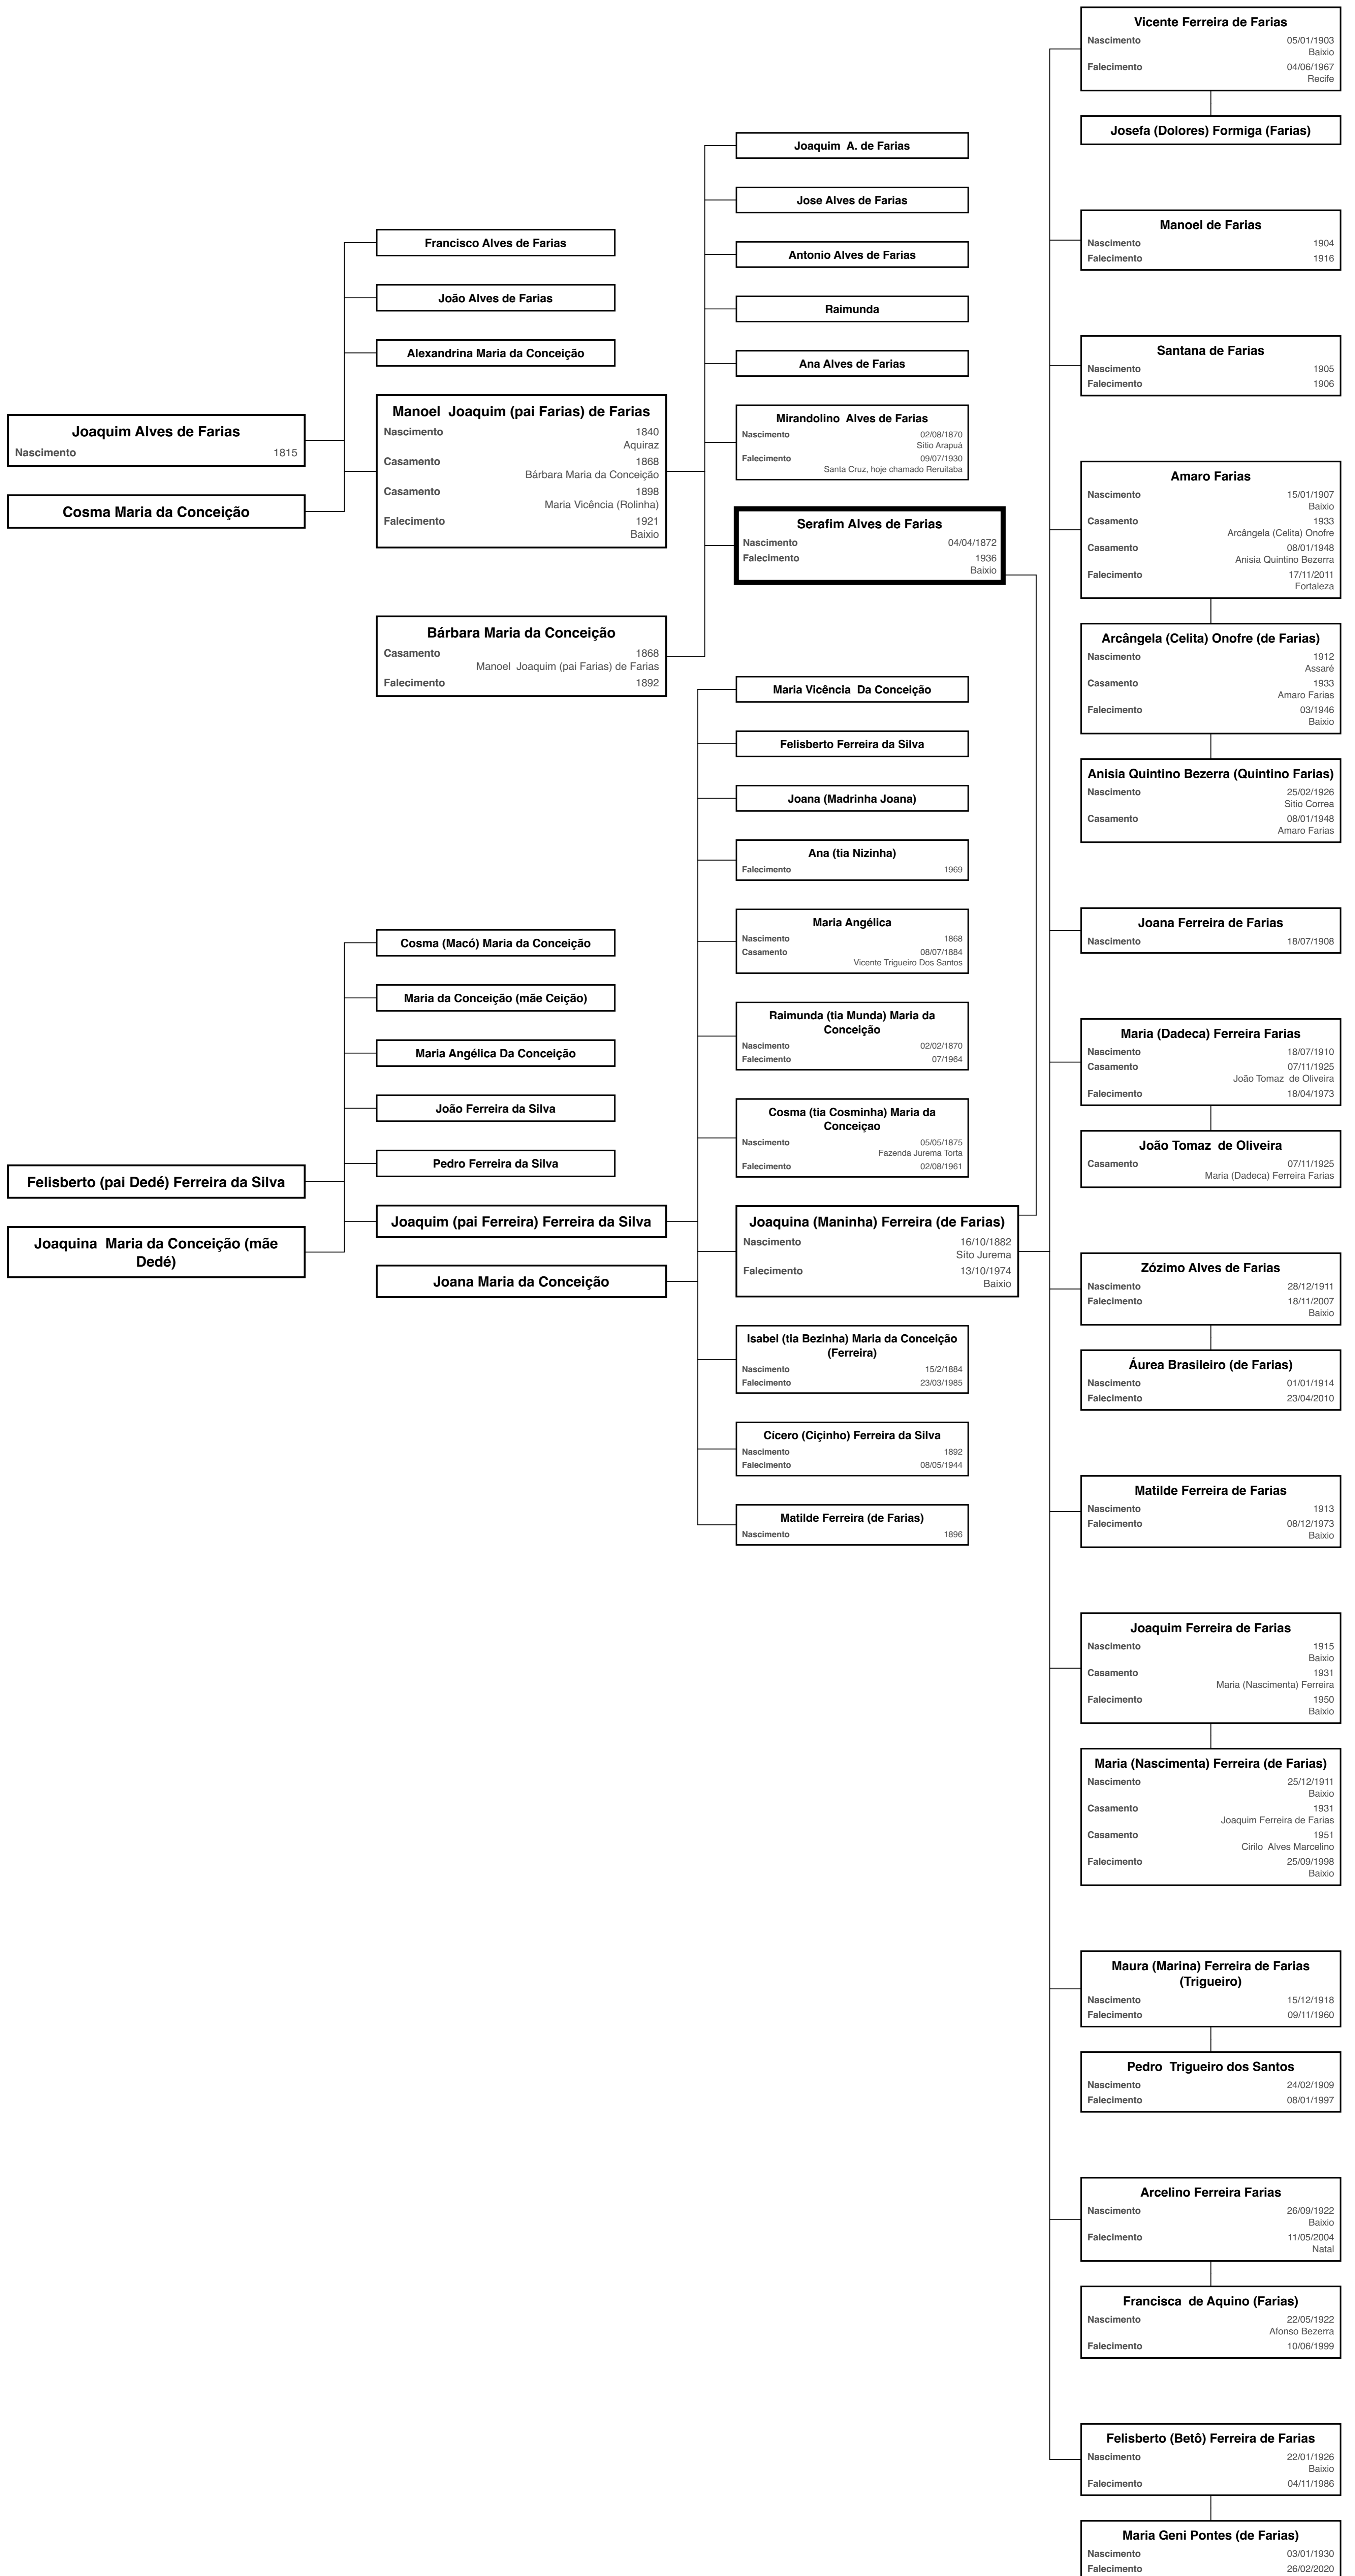 Joaquim Alves de Farias
Nascimento 1815
Cosma Maria da Conceição
Felisberto (pai Dedé) Ferreira da Silva
Joaquina Maria da Conceição (mãe
Dedé)
Francisco Alves de Farias
João Alves de Farias
Alexandrina Maria da Conceição
Manoel Joaquim (pai Farias) de Farias
Nascimento 1840
Aquiraz
Casamento 1868
Bárbara Maria da Conceição
Casamento 1898
Maria Vicência (Rolinha)
Falecimento 1921
Baixio
Bárbara Maria da Conceição
Casamento 1868
Manoel Joaquim (pai Farias) de Farias
Falecimento 1892
Cosma (Macó) Maria da Conceição
Maria da Conceição (mãe Ceição)
Maria Angélica Da Conceição
João Ferreira da Silva
Pedro Ferreira da Silva
Joaquim (pai Ferreira) Ferreira da Silva
Joana Maria da Conceição
Joaquim A. de Farias
Jose Alves de Farias
Antonio Alves de Farias
Raimunda
Ana Alves de Farias
Mirandolino Alves de Farias
Nascimento 02/08/1870
Sítio Arapuá
Falecimento 09/07/1930
Santa Cruz, hoje chamado Reruitaba
Serafim Alves de Farias
Nascimento 04/04/1872
Falecimento 1936
Baixio
Maria Vicência Da Conceição
Felisberto Ferreira da Silva
Joana (Madrinha Joana)
Ana (tia Nizinha)
Falecimento 1969
Maria Angélica
Nascimento 1868
Casamento 08/07/1884
Vicente Trigueiro Dos Santos
Raimunda (tia Munda) Maria da
Conceição
Nascimento 02/02/1870
Falecimento 07/1964
Cosma (tia Cosminha) Maria da
Conceiçao
Nascimento 05/05/1875
Fazenda Jurema Torta
Falecimento 02/08/1961
Joaquina (Maninha) Ferreira (de Farias)
Nascimento 16/10/1882
Síto Jurema
Falecimento 13/10/1974
Baixio
Isabel (tia Bezinha) Maria da Conceição
(Ferreira)
Nascimento 15/2/1884
Falecimento 23/03/1985
Cícero (Ciçinho) Ferreira da Silva
Nascimento 1892
Falecimento 08/05/1944
Matilde Ferreira (de Farias)
Nascimento 1896
Vicente Ferreira de Farias
Nascimento 05/01/1903
Baixio
Falecimento 04/06/1967
Recife
Josefa (Dolores) Formiga (Farias)
Manoel de Farias
Nascimento 1904
Falecimento 1916
Santana de Farias
Nascimento 1905
Falecimento 1906
Amaro Farias
Nascimento 15/01/1907
Baixio
Casamento 1933
Arcângela (Celita) Onofre
Casamento 08/01/1948
Anisia Quintino Bezerra
Falecimento 17/11/2011
Fortaleza
Arcângela (Celita) Onofre (de Farias)
Nascimento 1912
Assaré
Casamento 1933
Amaro Farias
Falecimento 03/1946
Baixio
Anisia Quintino Bezerra (Quintino Farias)
Nascimento 25/02/1926
Sitio Correa
Casamento 08/01/1948
Amaro Farias
Joana Ferreira de Farias
Nascimento 18/07/1908
Maria (Dadeca) Ferreira Farias
Nascimento 18/07/1910
Casamento 07/11/1925
João Tomaz de Oliveira
Falecimento 18/04/1973
João Tomaz de Oliveira
Casamento 07/11/1925
Maria (Dadeca) Ferreira Farias
Zózimo Alves de Farias
Nascimento 28/12/1911
Falecimento 18/11/2007
Baixio
Áurea Brasileiro (de Farias)
Nascimento 01/01/1914
Falecimento 23/04/2010
Matilde Ferreira de Farias
Nascimento 1913
Falecimento 08/12/1973
Baixio
Joaquim Ferreira de Farias
Nascimento 1915
Baixio
Casamento 1931
Maria (Nascimenta) Ferreira
Falecimento 1950
Baixio
Maria (Nascimenta) Ferreira (de Farias)
Nascimento 25/12/1911
Baixio
Casamento 1931
Joaquim Ferreira de Farias
Casamento 1951
Cirilo Alves Marcelino
Falecimento 25/09/1998
Baixio
Maura (Marina) Ferreira de Farias
(Trigueiro)
Nascimento 15/12/1918
Falecimento 09/11/1960
Pedro Trigueiro dos Santos
Nascimento 24/02/1909
Falecimento 08/01/1997
Arcelino Ferreira Farias
Nascimento 26/09/1922
Baixio
Falecimento 11/05/2004
Natal
Francisca de Aquino (Farias)
Nascimento 22/05/1922
Afonso Bezerra
Falecimento 10/06/1999
Felisberto (Betô) Ferreira de Farias
Nascimento 22/01/1926
Baixio
Falecimento 04/11/1986
Maria Geni Pontes (de Farias)
Nascimento 03/01/1930
Falecimento 26/02/2020